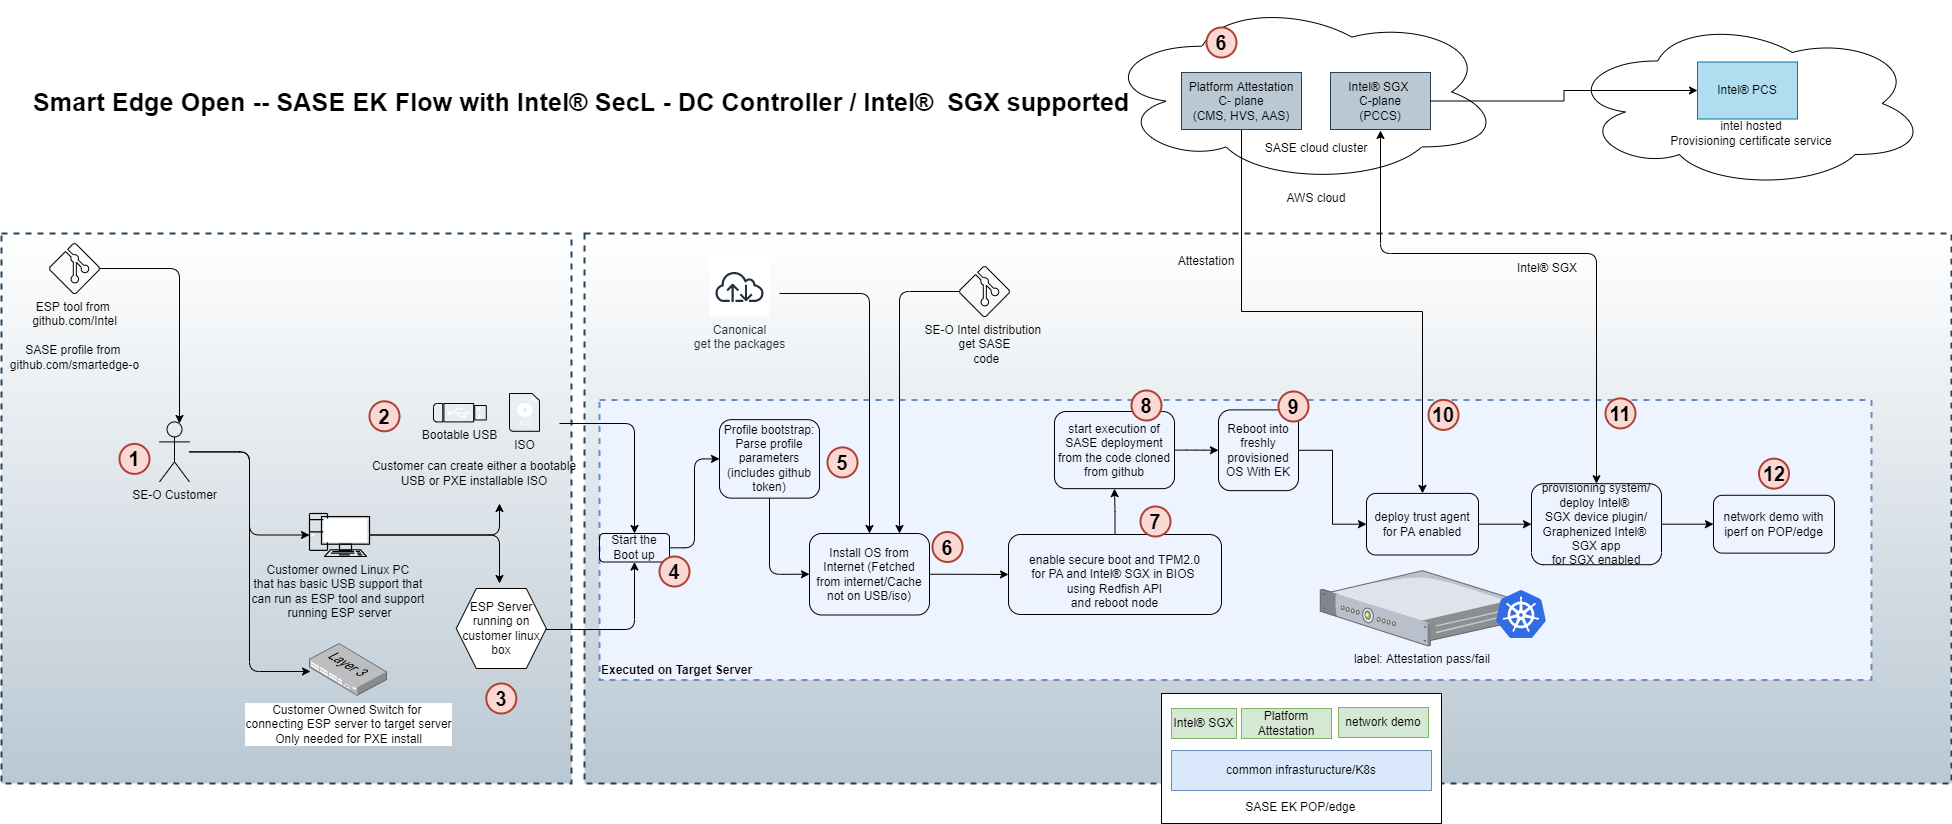 Smart Edge Open -- SASE EK Flow with Intel® SecL - DC Controller / Intel® SGX supported
6
Platform Attestation
C- plane
(CMS, HVS, AAS)
Intel® SGX
C-plane
(PCCS)
SASE cloud cluster
AWS cloud
Intel® PCS
intel hosted
Provisioning certificate service
ESP tool from
github.com/Intel
SASE profile from
github.com/smartedge-o
1
SE-O Customer
2
Bootable USB
ISO
Customer can create either a bootable
USB or PXE installable ISO
Customer owned Linux PC
that has basic USB support that
can run as ESP tool and support
running ESP server
ESP Server
running on
customer linux
box
3
Layer 3
Customer Owned Switch for
connecting ESP server to target server
Only needed for PXE install
Canonical
get the packages
SE-O Intel distribution
get SASE
code
Attestation
Intel® SGX
Start the
Boot up
4
Profile bootstrap:
Parse profile
parameters
(includes github
token)
5
Install OS from
Internet (Fetched
from internet/Cache
not on USB/iso)
6
enable secure boot and TPM2.0
for PA and Intel® SGX in BIOS
using Redfish API
and reboot node
7
start execution of
SASE deployment
from the code cloned
from github
8
Reboot into
freshly
provisioned
OS With EK
9
10
deploy trust agent
for PA enabled
11
provisioning system/
deploy Intel®
SGX device plugin/
Graphenized Intel®
SGX app
for SGX enabled
12
network demo with
iperf on POP/edge
label: Attestation pass/fail
Executed on Target Server
Intel® SGX
Platform
Attestation
network demo
common infrasturucture/K8s
SASE EK POP/edge